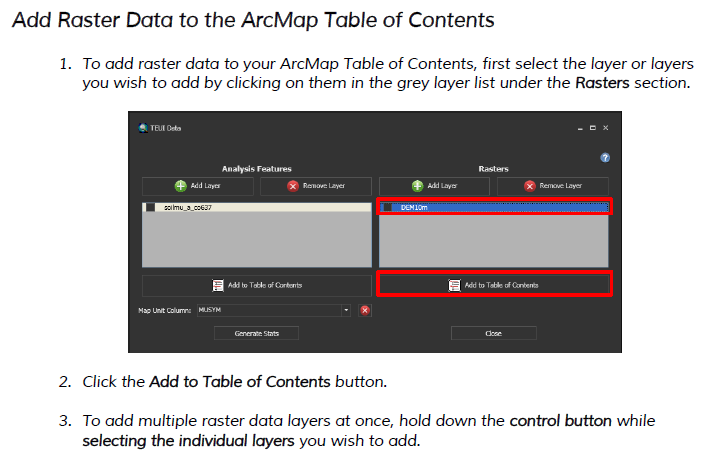 Add Raster Data to the ArcMap Table of Contents
1. To add raster data to your ArcMap Table of Contents, first select the layer or layers
you wish to add by clicking on them in the grey layer list under the Rasters section.
TEUI Data
?
Analysis Features
Rasters
Add Layer
Remove Layer
Add Layer
Remove Layer
soilmu_a_co637
DEM10m
Add to Table of Contents
Add to Table of Contents
Map Unit Column: MUSYM
Generate Stats
Close
2. Click the Add to Table of Contents button.
3. To add multiple raster data layers at once, hold down the control button while
selecting the individual layers you wish to add.